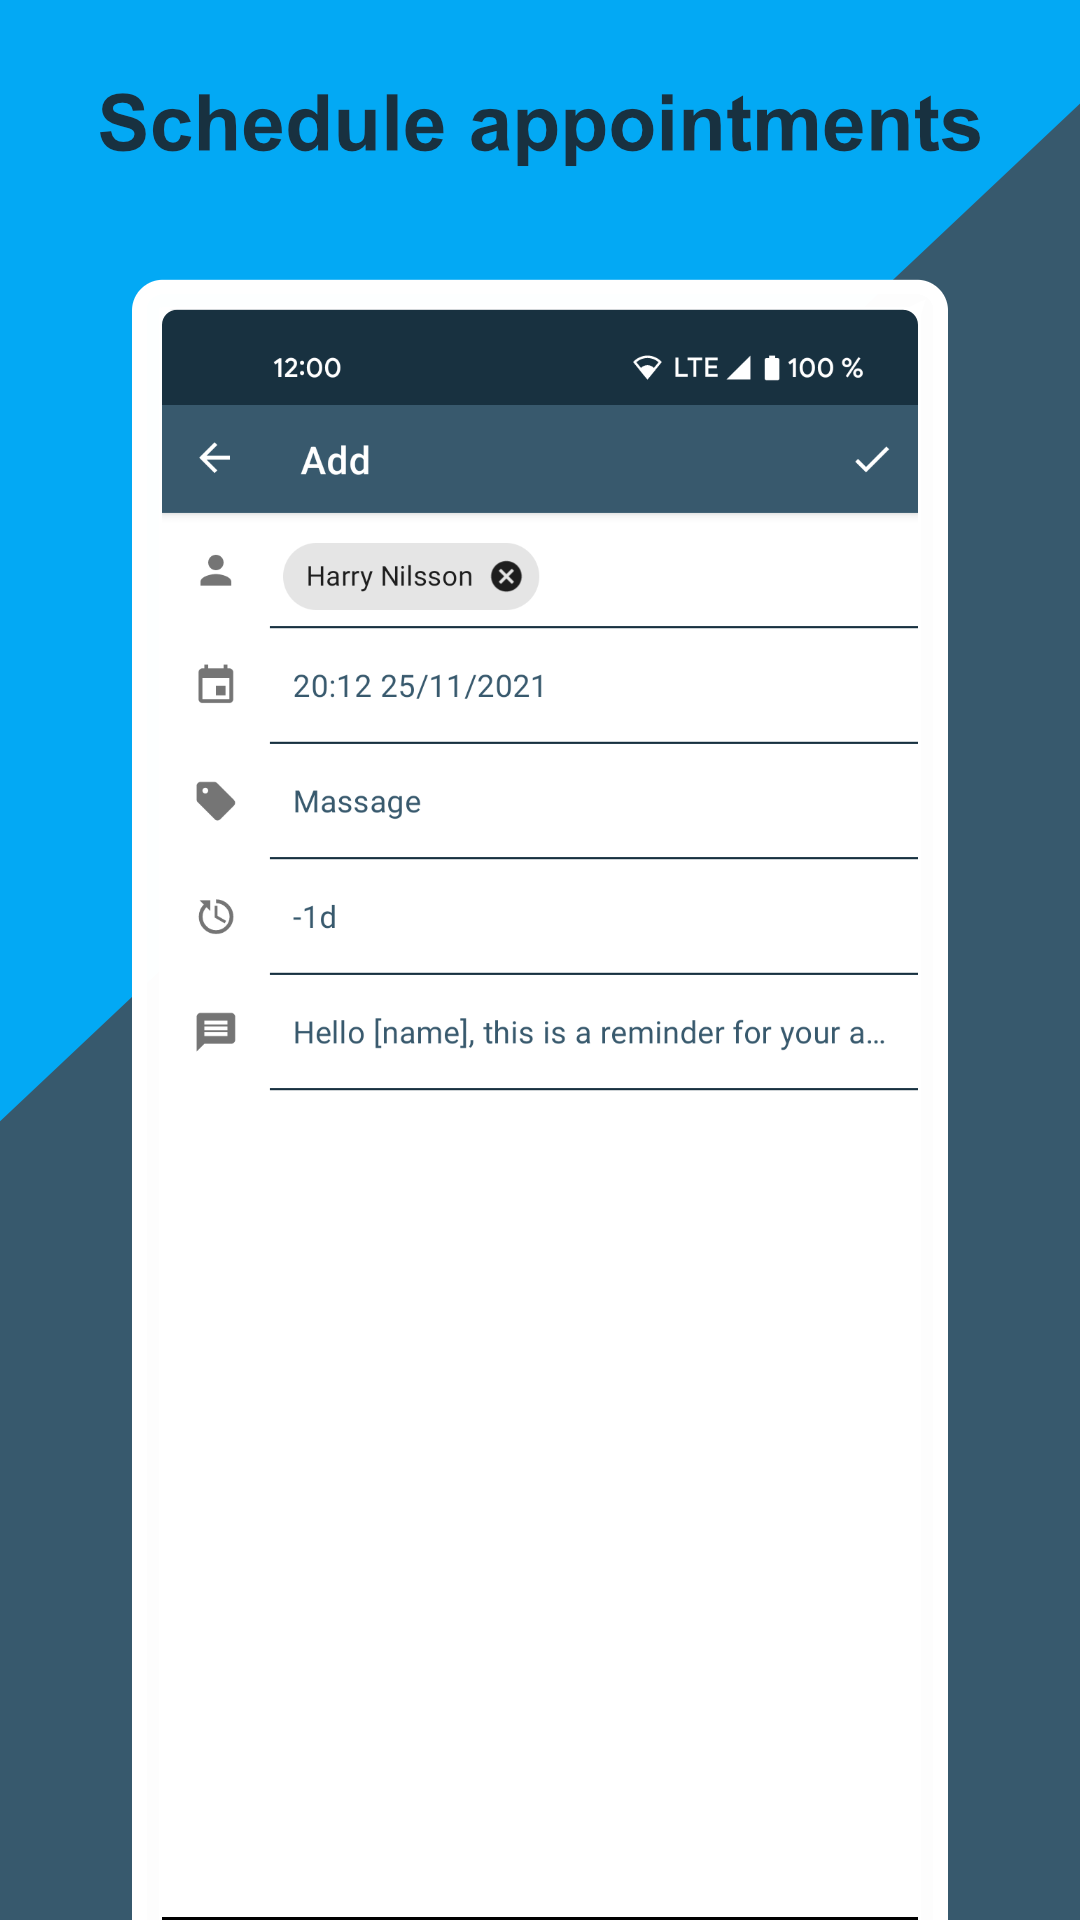 Schedule appointments
12:00 LTE 100 %
Add
Harry Nilsson
20:12 25/11/2021
Massage
-1d
Hello [name], this is a reminder for your a...